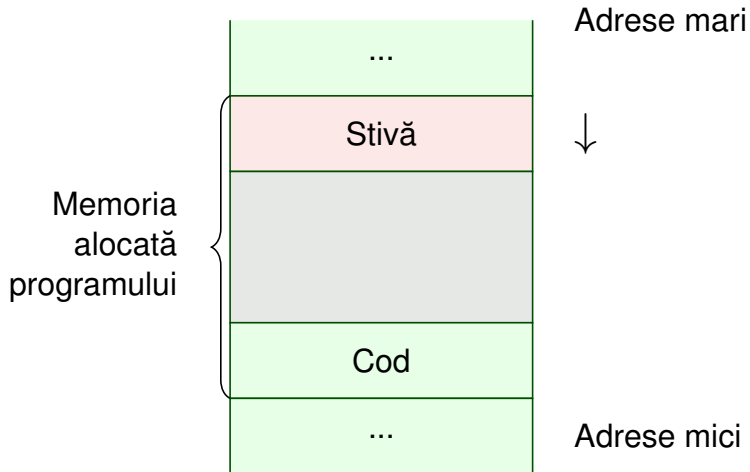 Adrese mari
...
Stivă
↓
Memoria
alocată
programului
Cod
...
Adrese mici